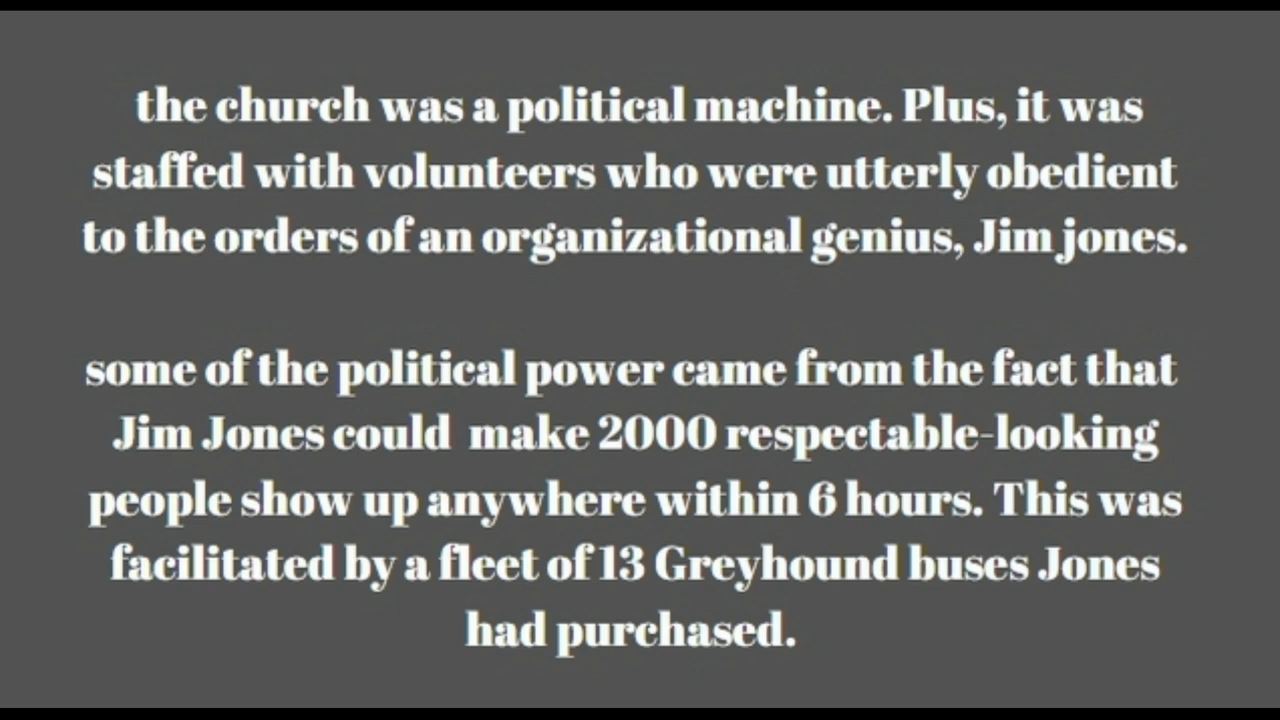 the church was a political machine. Plus, it was
staffed with volunteers who were utterly obedient
to the orders of an organizational genius, Jim jones.
some of the political power came from the fact that
Jim Jones could  make 2000 respectable-looking
people show up anywhere within 6 hours. This was
facilitated by a fleet of 13 Greyhound buses Jones
had purchased.